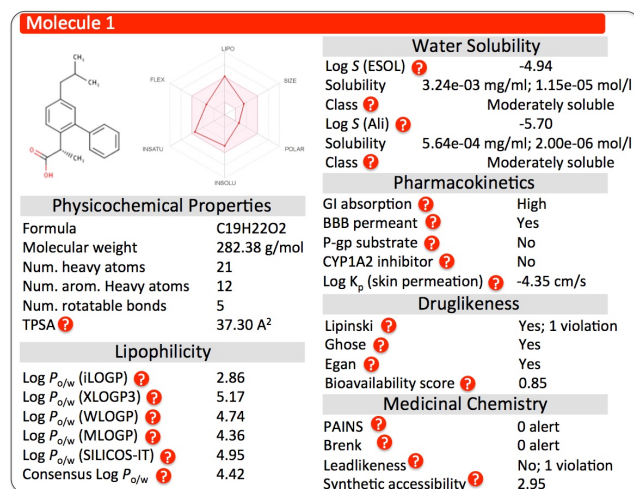 Molecule 1
CH₃
CH₃
CH₃
O
OH
LIPO
SIZE
POLAR
INSOLU
INSATU
FLEX
Physicochemical Properties
Formula C19H22O2
Molecular weight 282.38 g/mol
Num. heavy atoms 21
Num. arom. Heavy atoms 12
Num. rotatable bonds 5
TPSA ? 37.30 A²
Lipophilicity
Log Po/w (iLOGP) ? 2.86
Log Po/w (XLOGP3) ? 5.17
Log Po/w (WLOGP) ? 4.74
Log Po/w (MLOGP) ? 4.36
Log Po/w (SILICOS-IT) ? 4.95
Consensus Log Po/w ? 4.42
Water Solubility
Log S (ESOL) ? -4.94
Solubility 3.24e-03 mg/ml; 1.15e-05 mol/l
Class ? Moderately soluble
Log S (Ali) ? -5.70
Solubility 5.64e-04 mg/ml; 2.00e-06 mol/l
Class ? Moderately soluble
Pharmacokinetics
GI absorption ? High
BBB permeant ? Yes
P-gp substrate ? No
CYP1A2 inhibitor ? No
Log Kp (skin permeation) ? -4.35 cm/s
Druglikeness
Lipinski ? Yes; 1 violation
Ghose ? Yes
Egan ? Yes
Bioavailability score ? 0.85
Medicinal Chemistry
PAINS ? 0 alert
Brenk ? 0 alert
Leadlikeness ? No; 1 violation
Synthetic accessibility ? 2.95